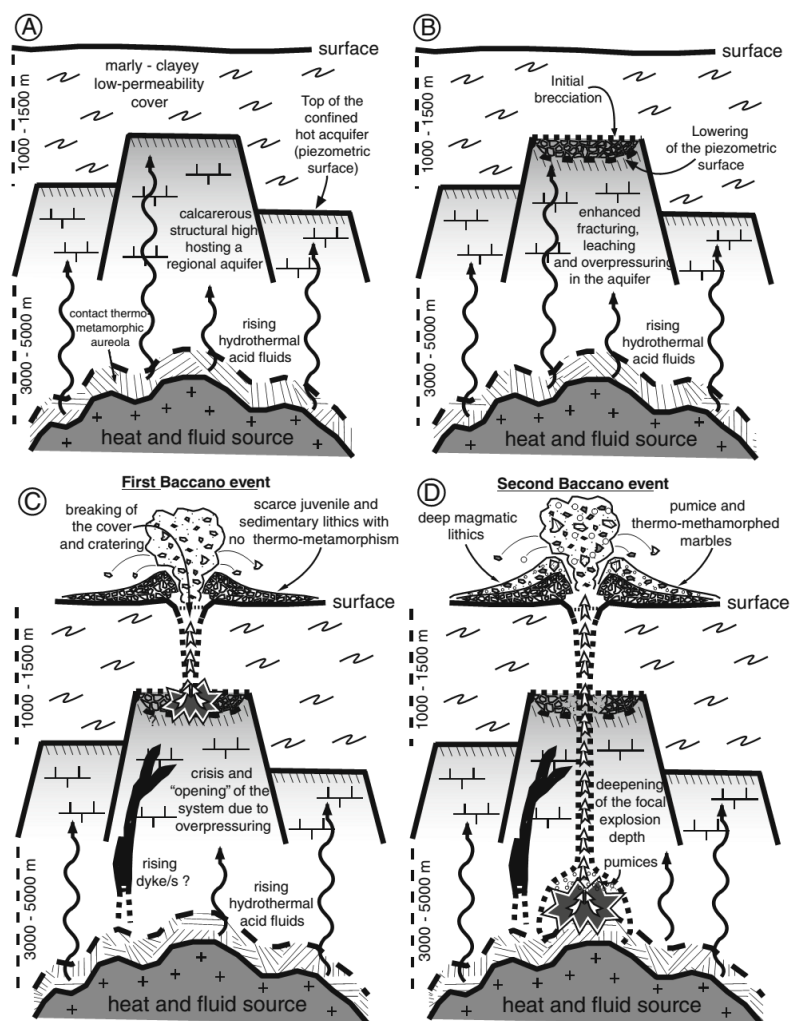 A
surface
marly - clayey
low-permeability
cover
1000 - 1500 m
Top of the
confined
hot acquifer
(piezometric
surface)
calcarerous
structural high
hosting a
regional aquifer
3000 - 5000 m
contact thermo-
metamorphic
aureola
rising
hydrothermal
acid fluids
heat and fluid source
B
surface
Initial
brecciation
1000 - 1500 m
Lowering
of the piezometric
surface
enhanced
fracturing,
leaching
and overpressuring
in the aquifer
3000 - 5000 m
rising
hydrothermal
acid fluids
heat and fluid source
C
First Baccano event
breaking of
the cover
and cratering
scarce juvenile and
sedimentary lithics with
no thermo-metamorphism
surface
1000 - 1500 m
crisis and
"opening" of the
system due to
overpressuring
rising
dyke/s ?
3000 - 5000 m
rising
hydrothermal
acid fluids
heat and fluid source
D
Second Baccano event
deep magmatic
lithics
pumice and
thermo-methamorphed
marbles
surface
1000 - 1500 m
deepening
of the focal
explosion
depth
pumices
3000 - 5000 m
heat and fluid source